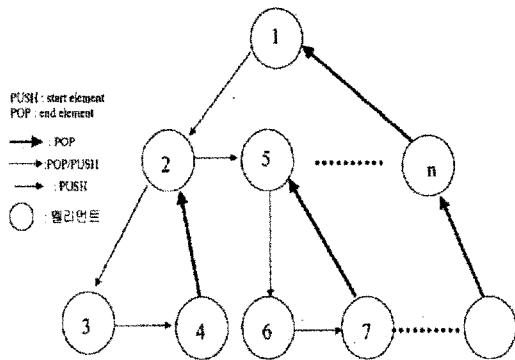 1
PUSH : start element
POP : end element
: POP
:POP/PUSH
: PUSH
: 엘리먼트
2
5
n
3
4
6
7